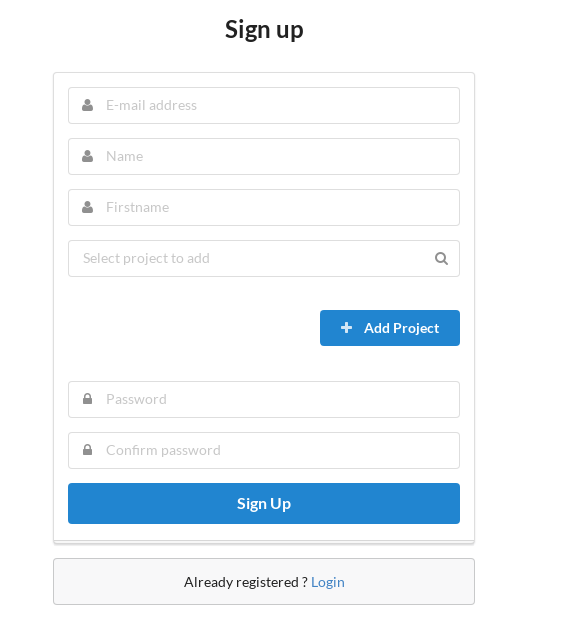 Sign up
E-mail address
Name
Firstname
Select project to add
Add Project
Password
Confirm password
Sign Up
Already registered ? Login